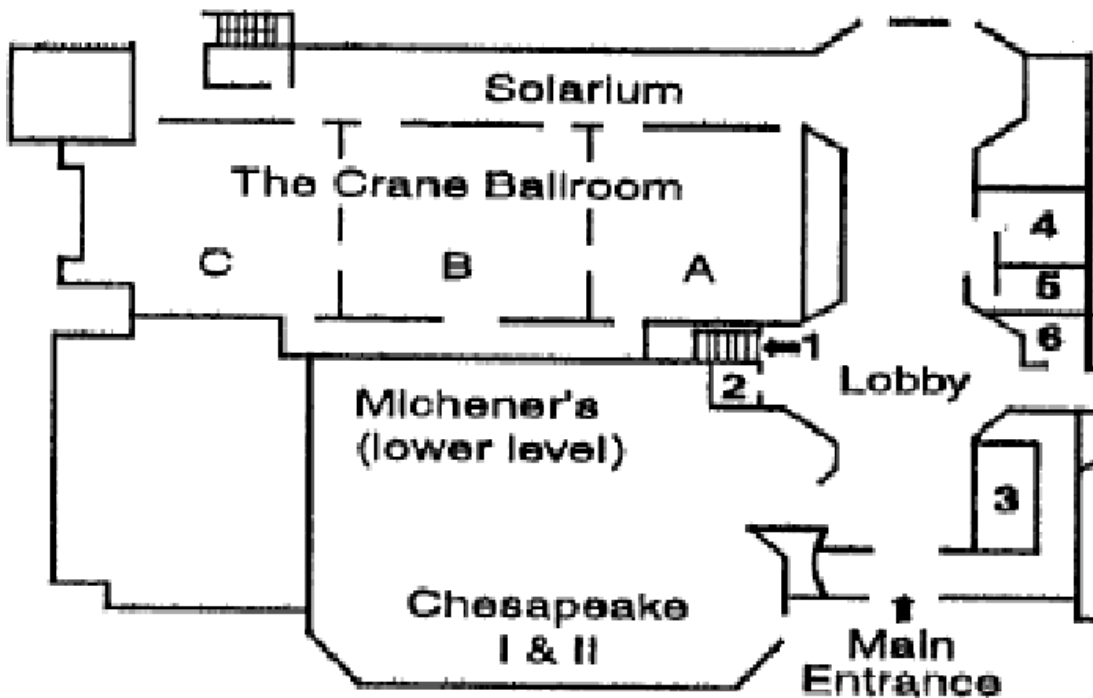 Solarium
The Crane Ballroom
4
C
B
A
5
1
6
2
Lobby
Michener's
(lower level)
3
Chesapeake
I & II
Main
Entrance